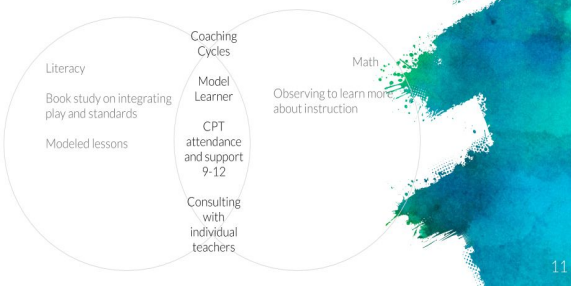 Literacy
Book study on integrating
play and standards
Modeled lessons
Coaching
Cycles
Model
Learner
CPT
attendance
and support
9-12
Consulting
with
individual
teachers
Math
Observing to learn more
about instruction
11